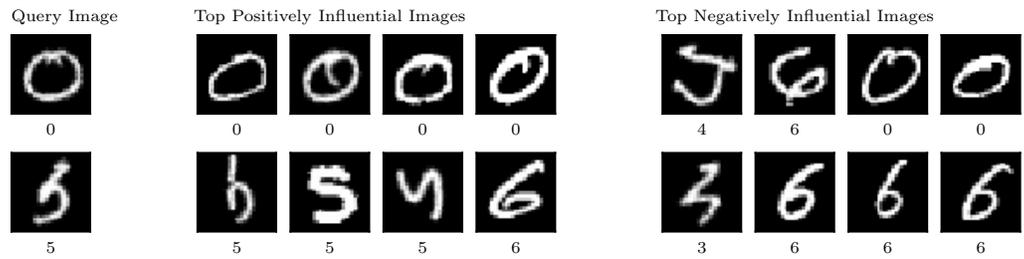 Query Image Top Positively Influential Images Top Negatively Influential Images
0 0 0 0 0 4 6 0 0
5 5 5 5 6 3 6 6 6